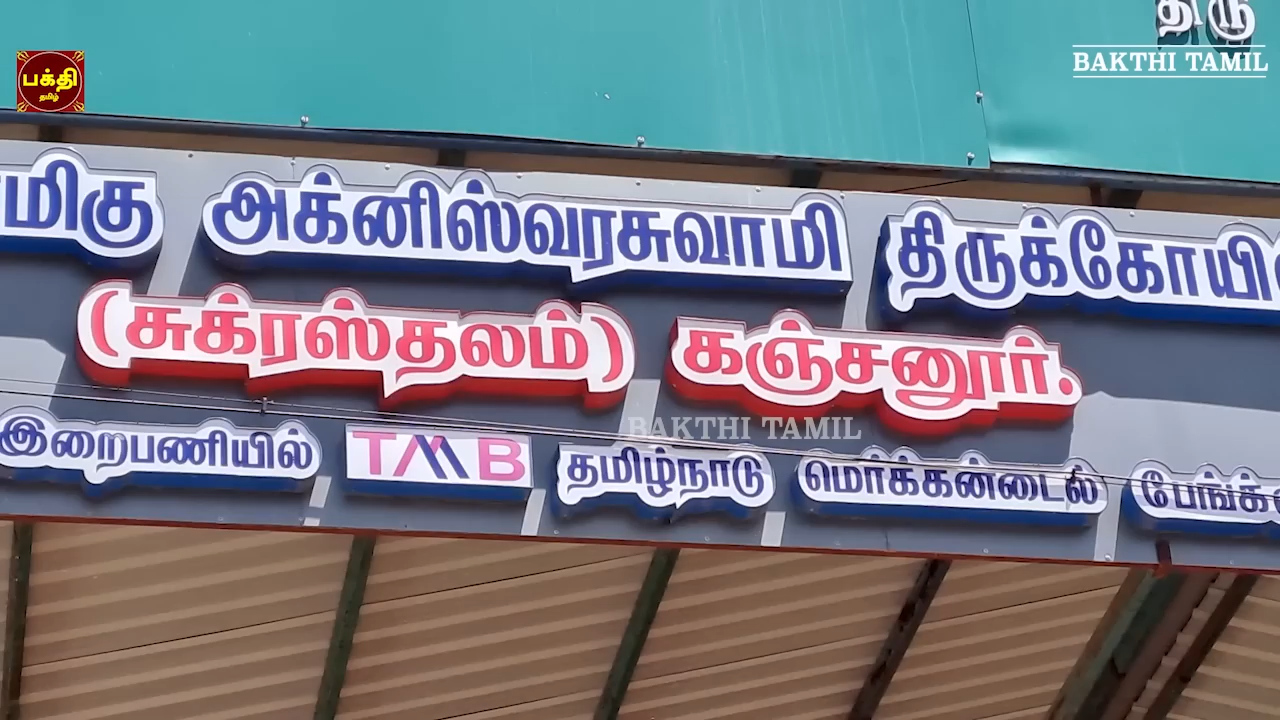 திரு
BAKTHI TAMIL
பக்தி
தமிழ்
மிகு அக்னிஸ்வரசுவாமி திருக்கோயி
(சுக்ரஸ்தலம்) கஞ்சனூர்.
BAKTHI TAMIL
இறைபணியில் TMB தமிழ்நாடு மெர்க்கன்டைல் பேங்க